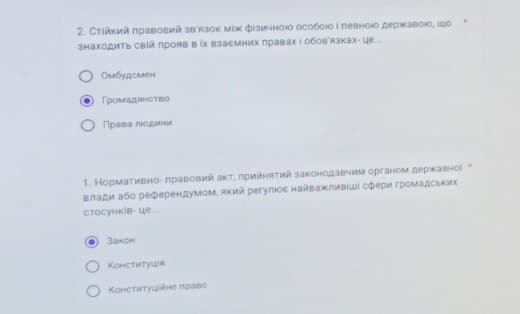 2. Стійкий правовий зв'язок між фізичною особою і певною державою, що *
знаходить свій прояв в їх взаємних правах і обов'язках- це...
Омбудсмен
Громадянство
Права людини
1. Нормативно- правовий акт, прийнятий законодавчим органом державної *
влади або референдумом, який регулює найважливіші сфери громадських
стосунків- це...
Закон
Конституція
Конституційне право